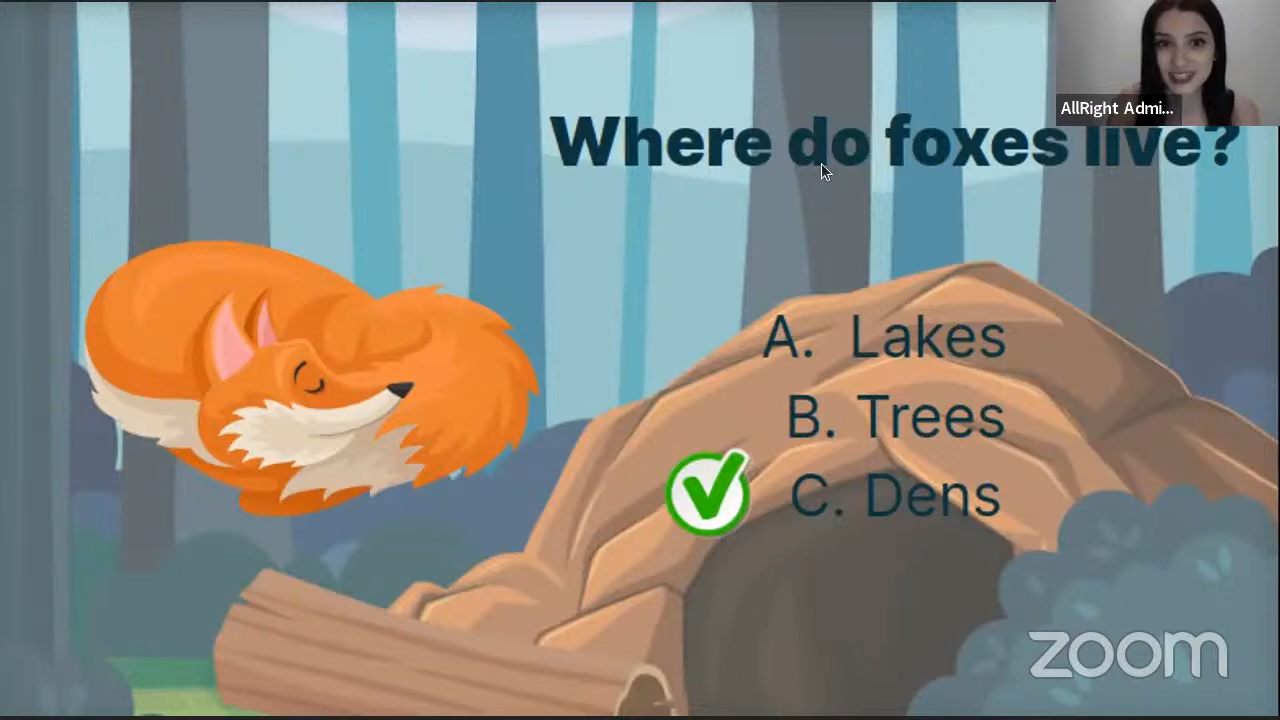 AllRight Admi...
Where do foxes live?
A. Lakes
B. Trees
C. Dens
zoom